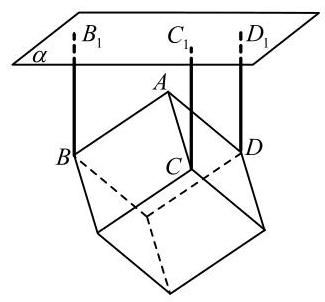 B₁ C₁ D₁
α
A
B C D